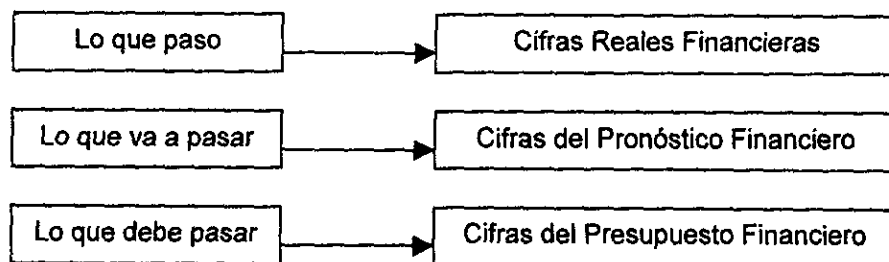 Lo que paso
Cifras Reales Financieras
Lo que va a pasar
Cifras del Pronóstico Financiero
Lo que debe pasar
Cifras del Presupuesto Financiero